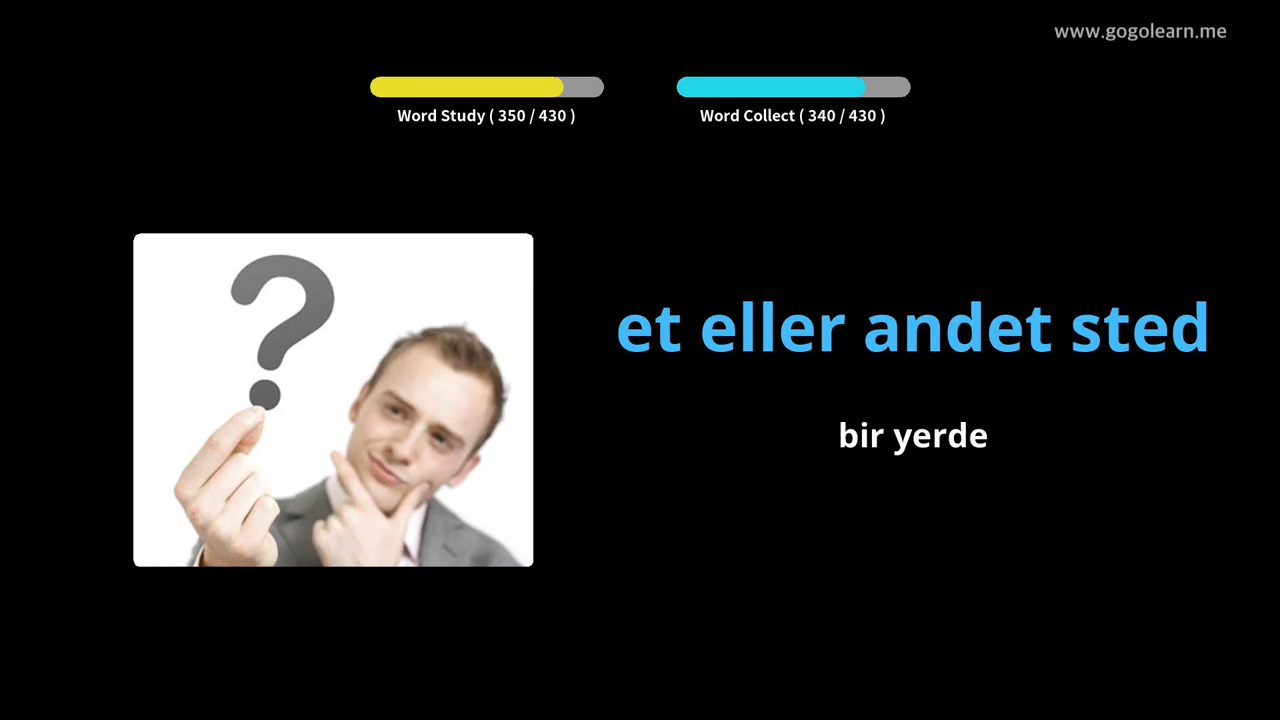 www.gogolearn.me
Word Study ( 350 / 430 )
Word Collect ( 340 / 430 )
et eller andet sted
bir yerde